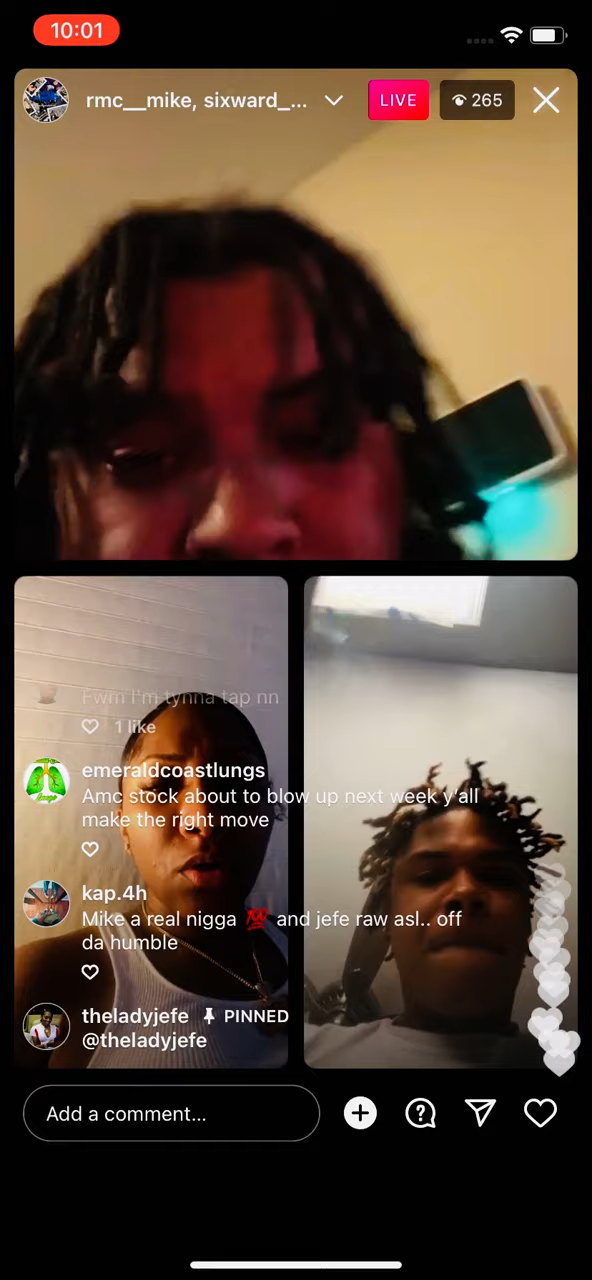 10:01
rmc__mike, sixward_...
LIVE
265
Fwm I'm tynna tap nn
1 like
emeraldcoastlungs
Amc stock about to blow up next week y'all
make the right move
kap.4h
Mike a real nigga 💯 and jefe raw asl.. off
da humble
theladyjefe PINNED
@theladyjefe
Add a comment...